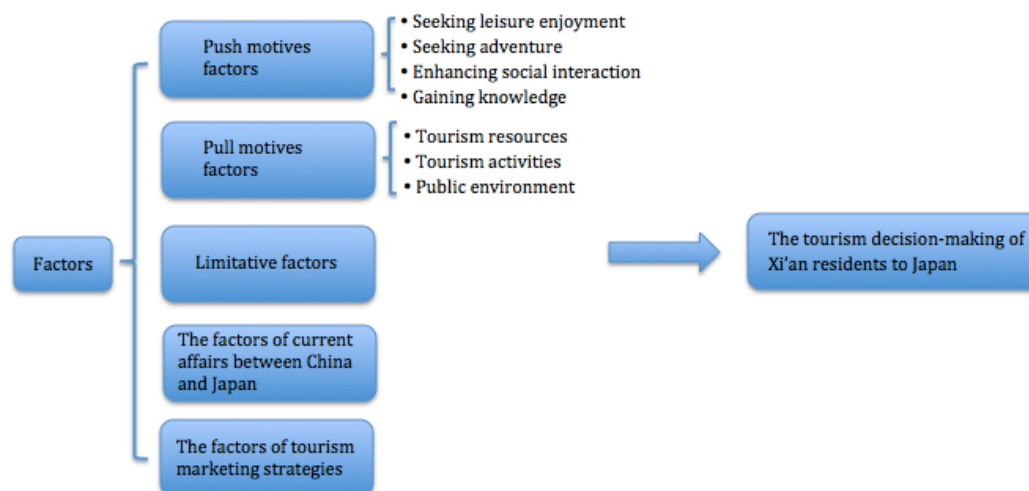 Push motives
factors
• Seeking leisure enjoyment
• Seeking adventure
• Enhancing social interaction
• Gaining knowledge
Pull motives
factors
• Tourism resources
• Tourism activities
• Public environment
Factors
Limitative factors
The factors of current
affairs between China
and Japan
The factors of tourism
marketing strategies
The tourism decision-making of
Xi'an residents to Japan